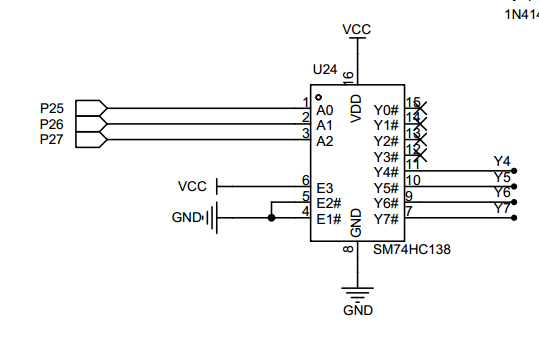 1N414
VCC
U24
16
P25 1 A0 VDD Y0# 15
P26 2 A1 Y1# 14
P27 3 A2 Y2# 13
Y3# 12
Y4# 11 Y4
VCC 6 E3 Y5# 10 Y5
5 E2# Y6# 9 Y6
GND 4 E1# GND Y7# 7 Y7
8
SM74HC138
GND